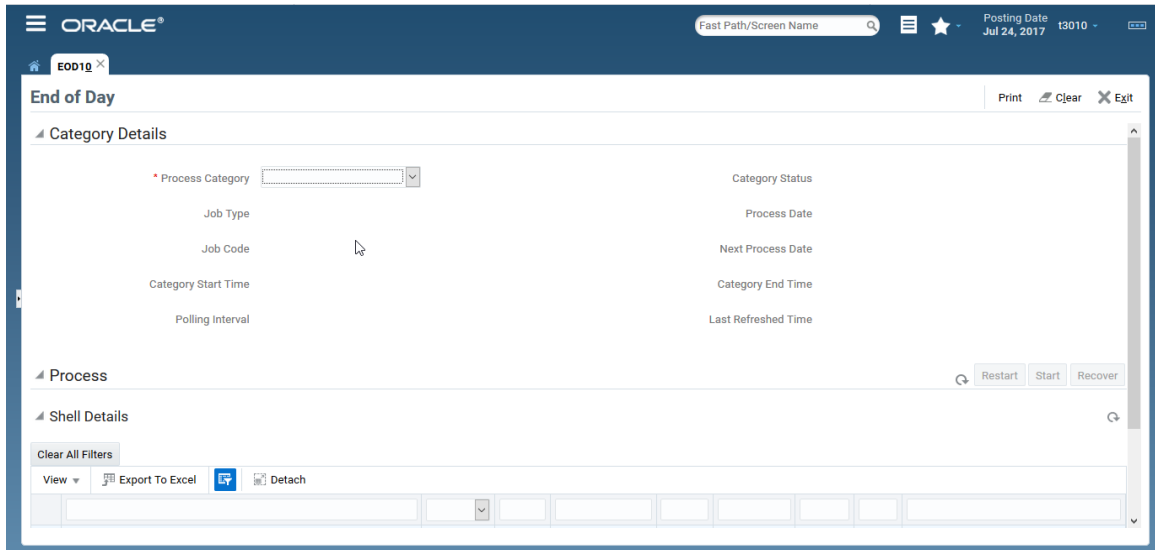 ORACLE®
Fast Path/Screen Name
Posting Date
Jul 24, 2017
t3010
EOD10
End of Day
Print Clear Exit
Category Details
* Process Category
Category Status
Job Type
Process Date
Job Code
Next Process Date
Category Start Time
Category End Time
Polling Interval
Last Refreshed Time
Process
Restart Start Recover
Shell Details
Clear All Filters
View Export To Excel Detach